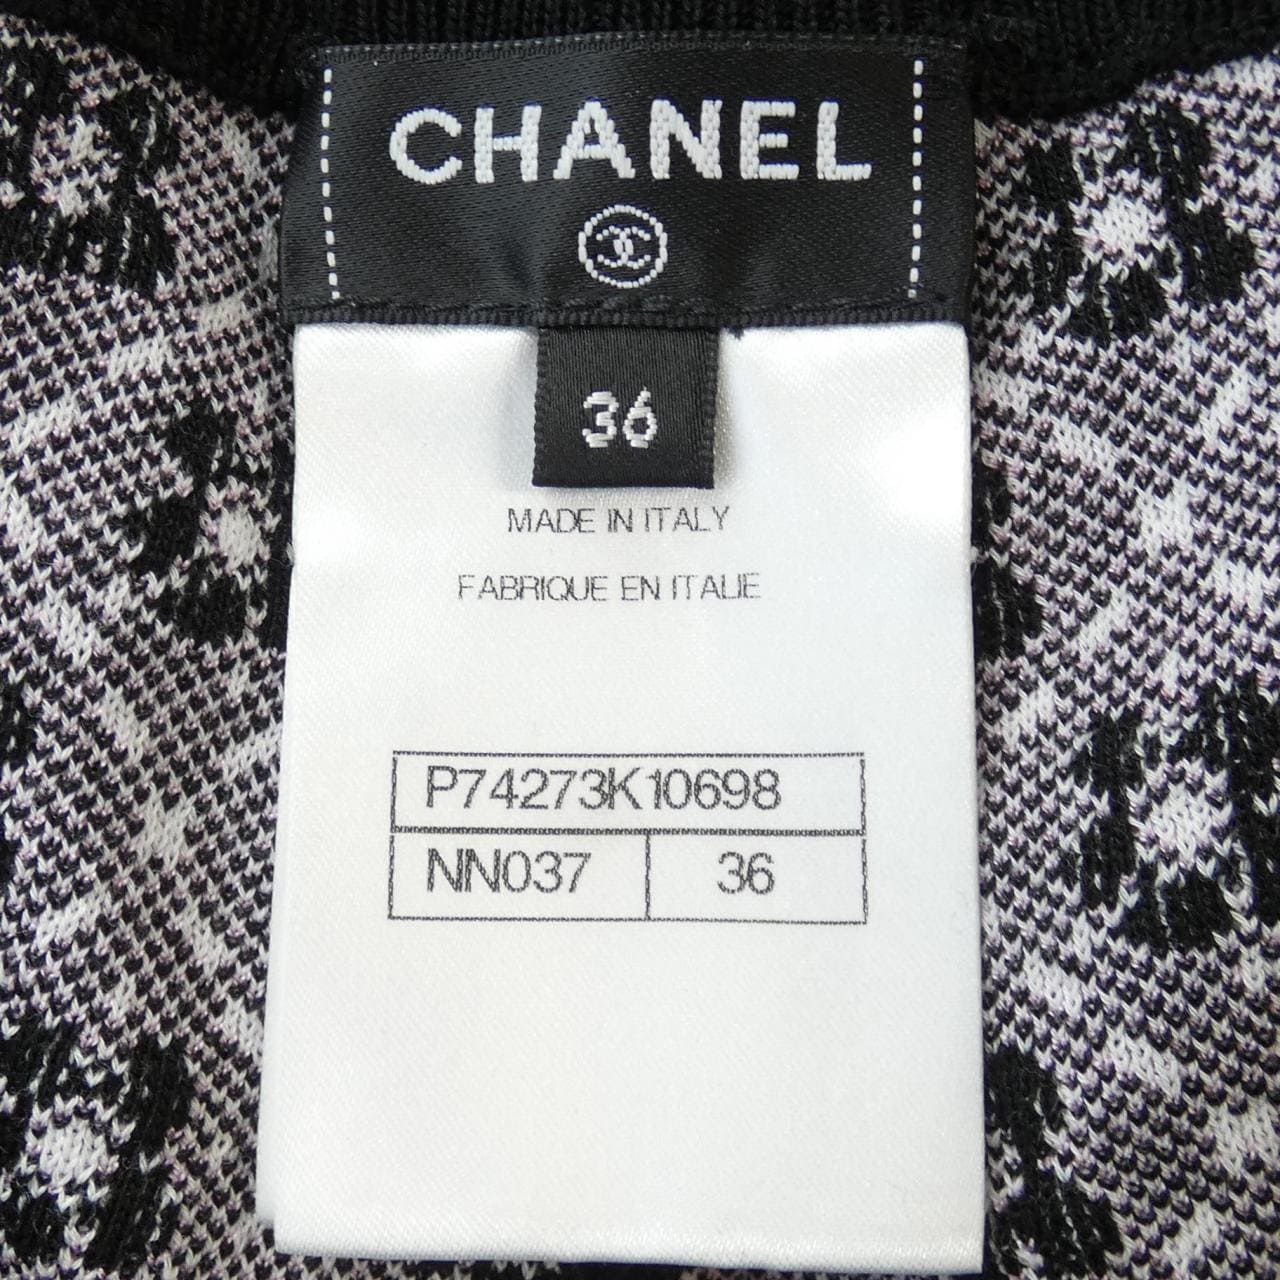 CHANEL
36
MADE IN ITALY
FABRIQUE EN ITALIE
P74273K10698
NN037 36